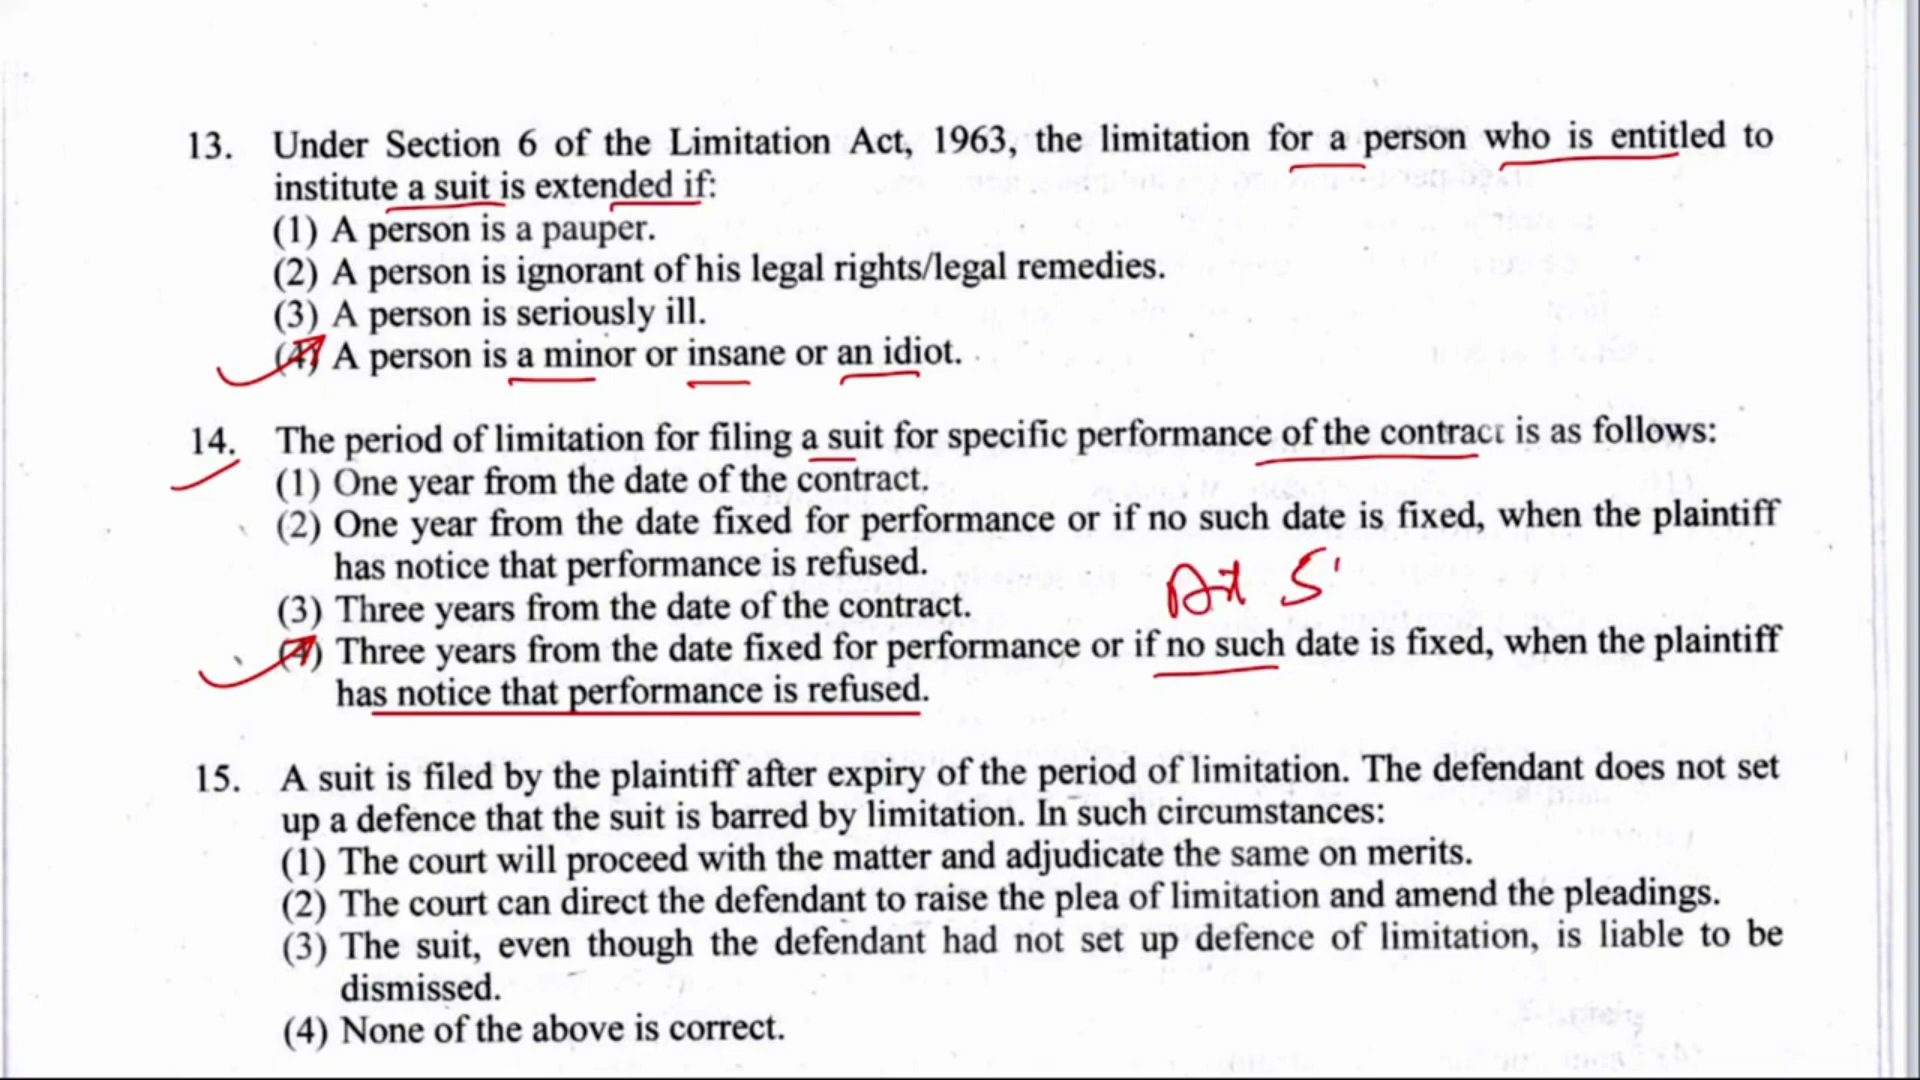 13. Under Section 6 of the Limitation Act, 1963, the limitation for a person who is entitled to
institute a suit is extended if:
(1) A person is a pauper.
(2) A person is ignorant of his legal rights/legal remedies.
(3) A person is seriously ill.
(4) A person is a minor or insane or an idiot.
14. The period of limitation for filing a suit for specific performance of the contract is as follows:
(1) One year from the date of the contract.
(2) One year from the date fixed for performance or if no such date is fixed, when the plaintiff
has notice that performance is refused.
Art 5
(3) Three years from the date of the contract.
(4) Three years from the date fixed for performance or if no such date is fixed, when the plaintiff
has notice that performance is refused.
15. A suit is filed by the plaintiff after expiry of the period of limitation. The defendant does not set
up a defence that the suit is barred by limitation. In such circumstances:
(1) The court will proceed with the matter and adjudicate the same on merits.
(2) The court can direct the defendant to raise the plea of limitation and amend the pleadings.
(3) The suit, even though the defendant had not set up defence of limitation, is liable to be
dismissed.
(4) None of the above is correct.